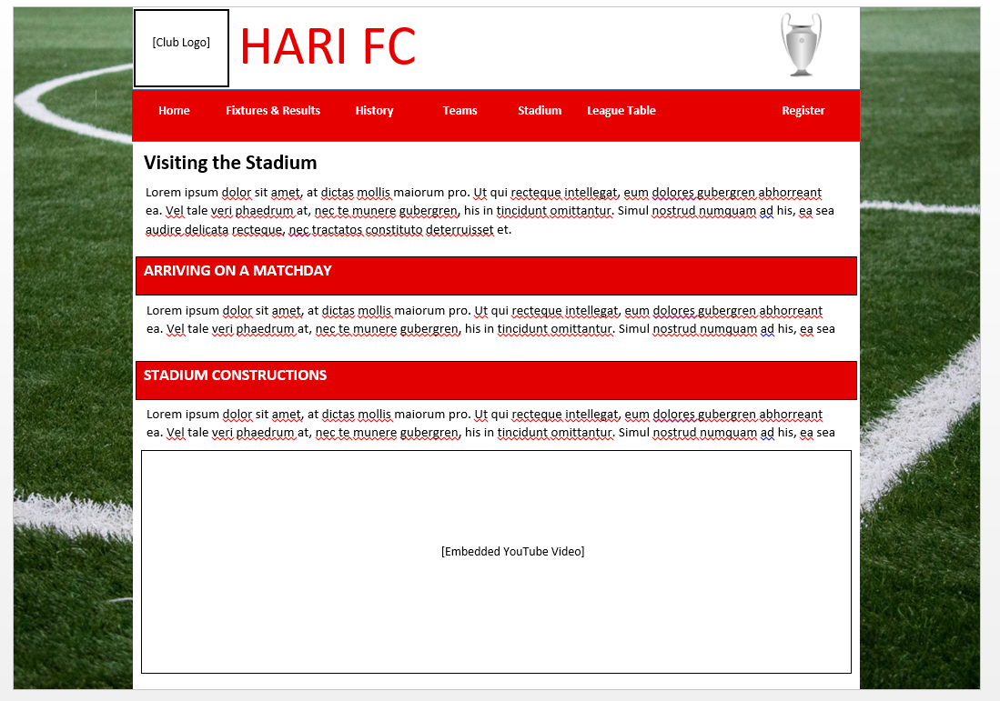 [Club Logo]
HARI FC
Home Fixtures & Results History Teams Stadium League Table Register
Visiting the Stadium
Lorem ipsum dolor sit amet, at dictas mollis maiorum pro. Ut qui recteque intellegat, eum dolores gubergren abhorreant
ea. Vel tale veri phaedrum at, nec te munere gubergren, his in tincidunt omittantur. Simul nostrud numquam ad his, ea sea
audire delicata recteque, nec tractatos constituto deterruisset et.
ARRIVING ON A MATCHDAY
Lorem ipsum dolor sit amet, at dictas mollis maiorum pro. Ut qui recteque intellegat, eum dolores gubergren abhorreant
ea. Vel tale veri phaedrum at, nec te munere gubergren, his in tincidunt omittantur. Simul nostrud numquam ad his, ea sea
STADIUM CONSTRUCTIONS
Lorem ipsum dolor sit amet, at dictas mollis maiorum pro. Ut qui recteque intellegat, eum dolores gubergren abhorreant
ea. Vel tale veri phaedrum at, nec te munere gubergren, his in tincidunt omittantur. Simul nostrud numquam ad his, ea sea
[Embedded YouTube Video]